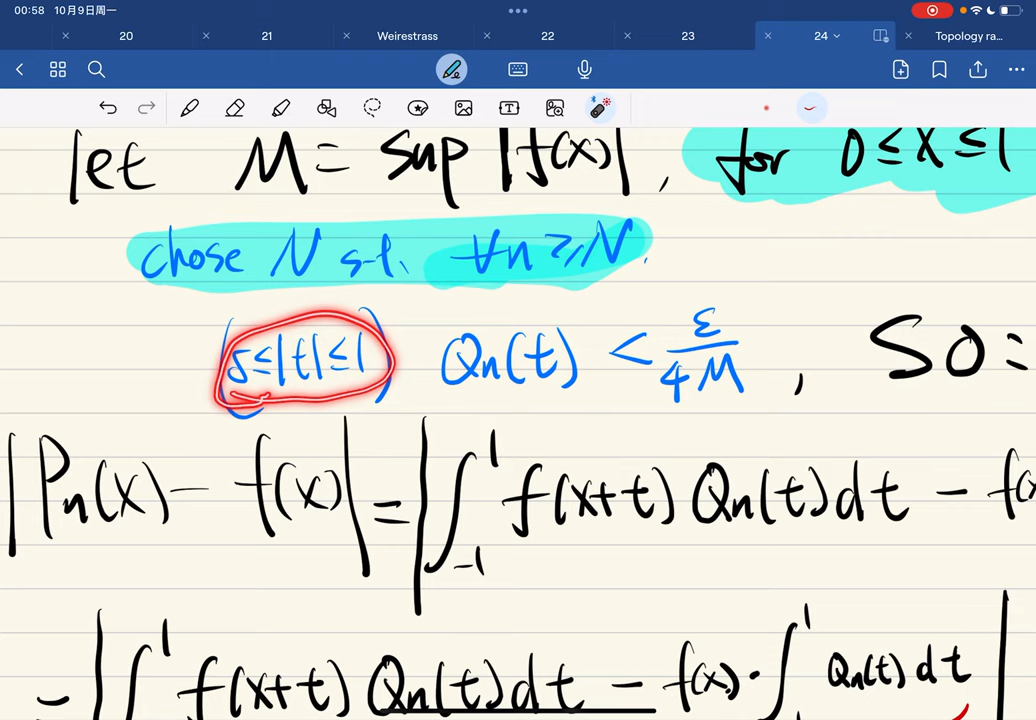 00:58 10月9日周一
20 21 Weirestrass 22 23 24 Topology ra...
let M = sup |f(x)|, for 0 ≤ x ≤ 1
chose N s.t. ∀n ≥ N.
(δ ≤ |t| ≤ 1) Qn(t) < ε/4M , so =
|Pn(x) − f(x)| = | ∫_{-1}^{1} f(x+t) Qn(t) dt − f(x
= | ∫^{1} f(x+t) Qn(t) dt − f(x) · ∫^{1} Qn(t) dt |